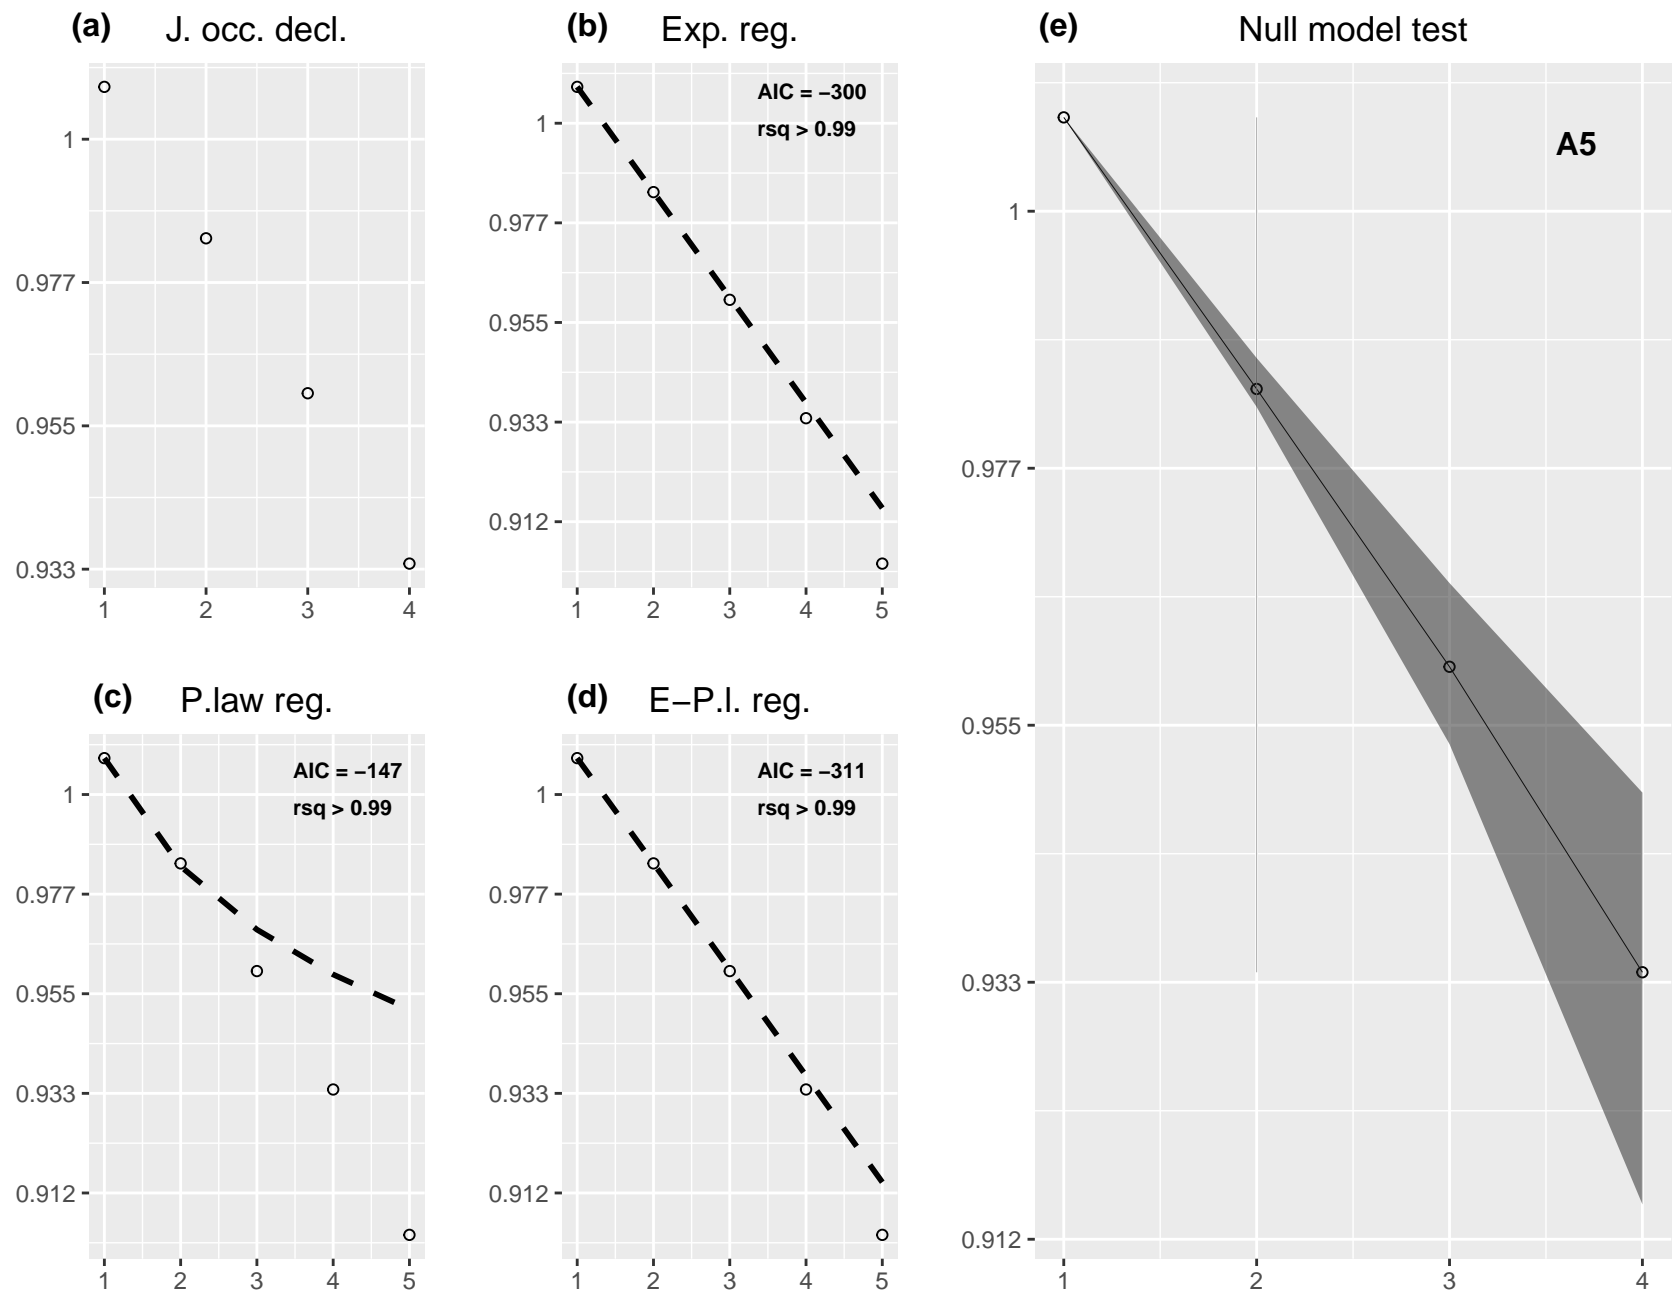 (a) J. occ. decl.
1
0.977
0.955
0.933
1 2 3 4
(b) Exp. reg.
AIC = −300
rsq > 0.99
1
0.977
0.955
0.933
0.912
1 2 3 4 5
(c) P.law reg.
AIC = −147
rsq > 0.99
1
0.977
0.955
0.933
0.912
1 2 3 4 5
(d) E−P.l. reg.
AIC = −311
rsq > 0.99
1
0.977
0.955
0.933
0.912
1 2 3 4 5
(e) Null model test
A5
1
0.977
0.955
0.933
0.912
1 2 3 4